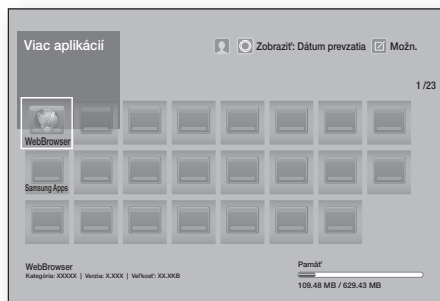 Viac aplikácií
Zobraziť: Dátum prevzatia Možn.
1 /23
WebBrowser
Samsung Apps
WebBrowser
Kategória: XXXXX | Verzia: X.XXX | Veľkosť: XX.XKB
Pamäť
109.48 MB / 629.43 MB